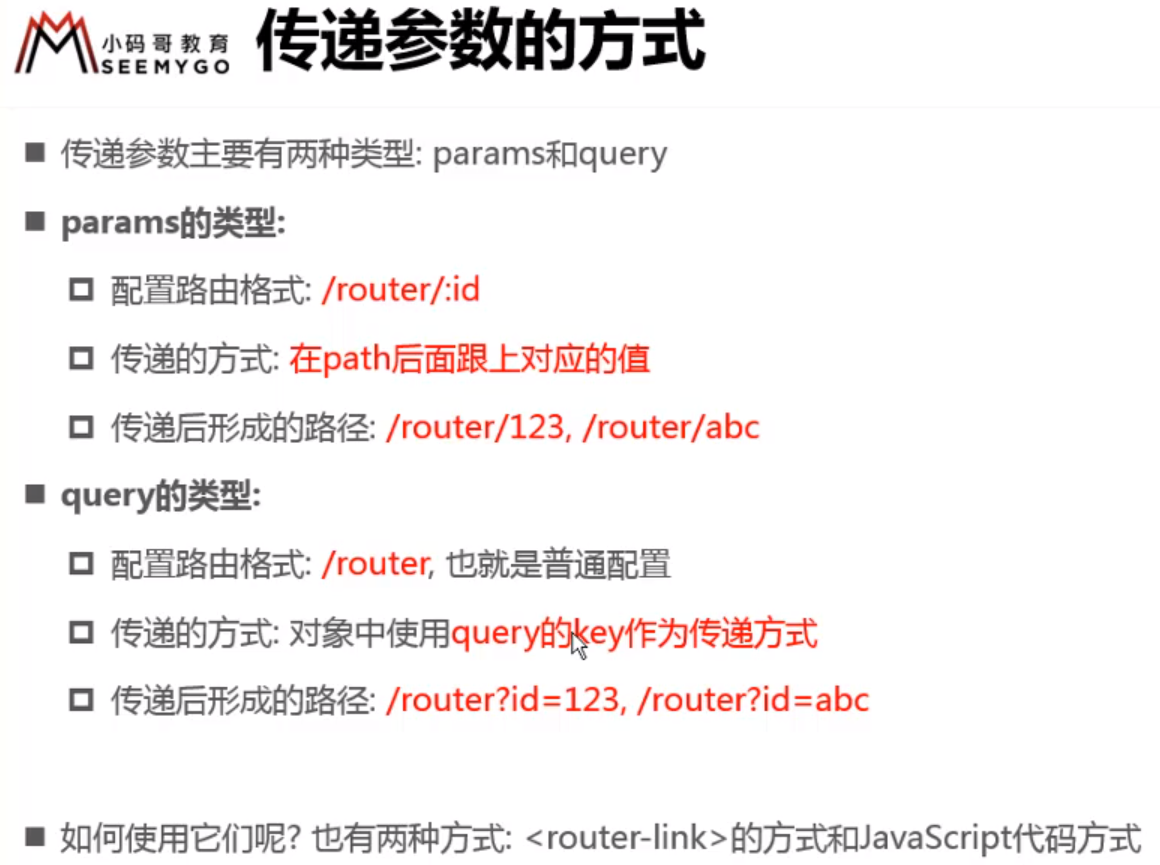 小码哥教育
SEEMYGO
传递参数的方式
传递参数主要有两种类型: params和query
params的类型:
配置路由格式: /router/:id
传递的方式: 在path后面跟上对应的值
传递后形成的路径: /router/123, /router/abc
query的类型:
配置路由格式: /router, 也就是普通配置
传递的方式: 对象中使用query的key作为传递方式
传递后形成的路径: /router?id=123, /router?id=abc
如何使用它们呢? 也有两种方式: <router-link>的方式和JavaScript代码方式